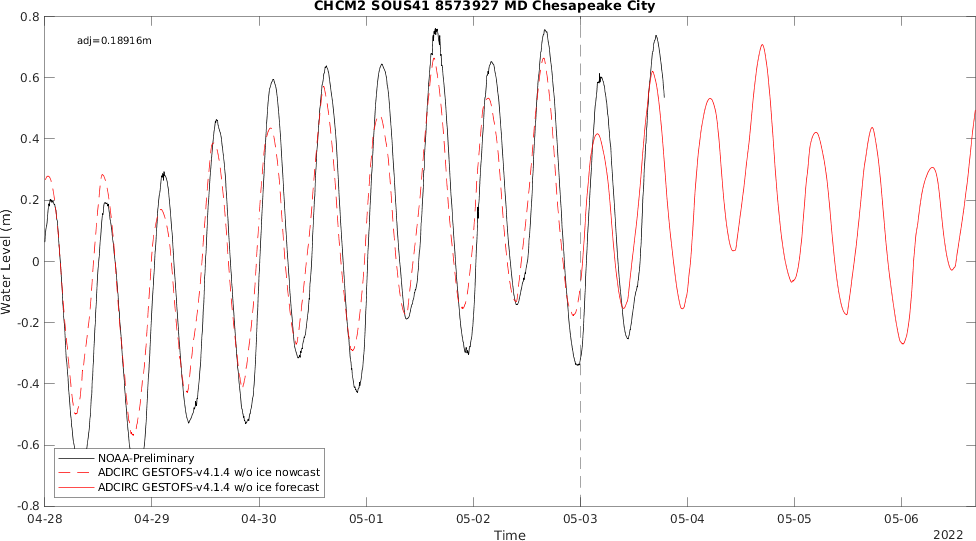 CHCM2 SOUS41 8573927 MD Chesapeake City
adj=0.18916m
0.8
0.6
0.4
0.2
0
-0.2
-0.4
-0.6
-0.8
Water Level (m)
NOAA-Preliminary
ADCIRC GESTOFS-v4.1.4 w/o ice nowcast
ADCIRC GESTOFS-v4.1.4 w/o ice forecast
04-28 04-29 04-30 05-01 05-02 05-03 05-04 05-05 05-06
Time
2022